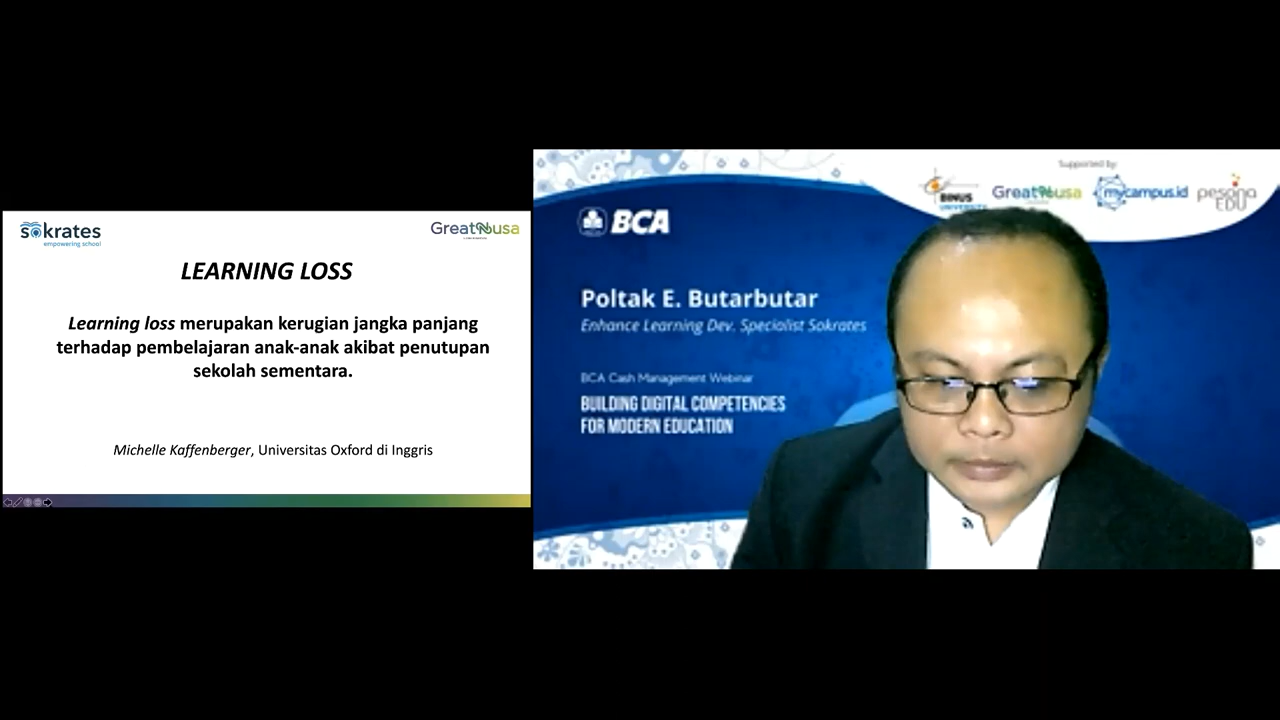 sokrates
empowering school
GreatNusa
LEARNING LOSS
Learning loss merupakan kerugian jangka panjang
terhadap pembelajaran anak-anak akibat penutupan
sekolah sementara.
Michelle Kaffenberger, Universitas Oxford di Inggris
Supported by:
BINUS
UNIVERSITY
GreatNusa
mycampus.id
pesona
EDU
BCA
Poltak E. Butarbutar
Enhance Learning Dev. Specialist Sokrates
BCA Cash Management Webinar
BUILDING DIGITAL COMPETENCIES
FOR MODERN EDUCATION